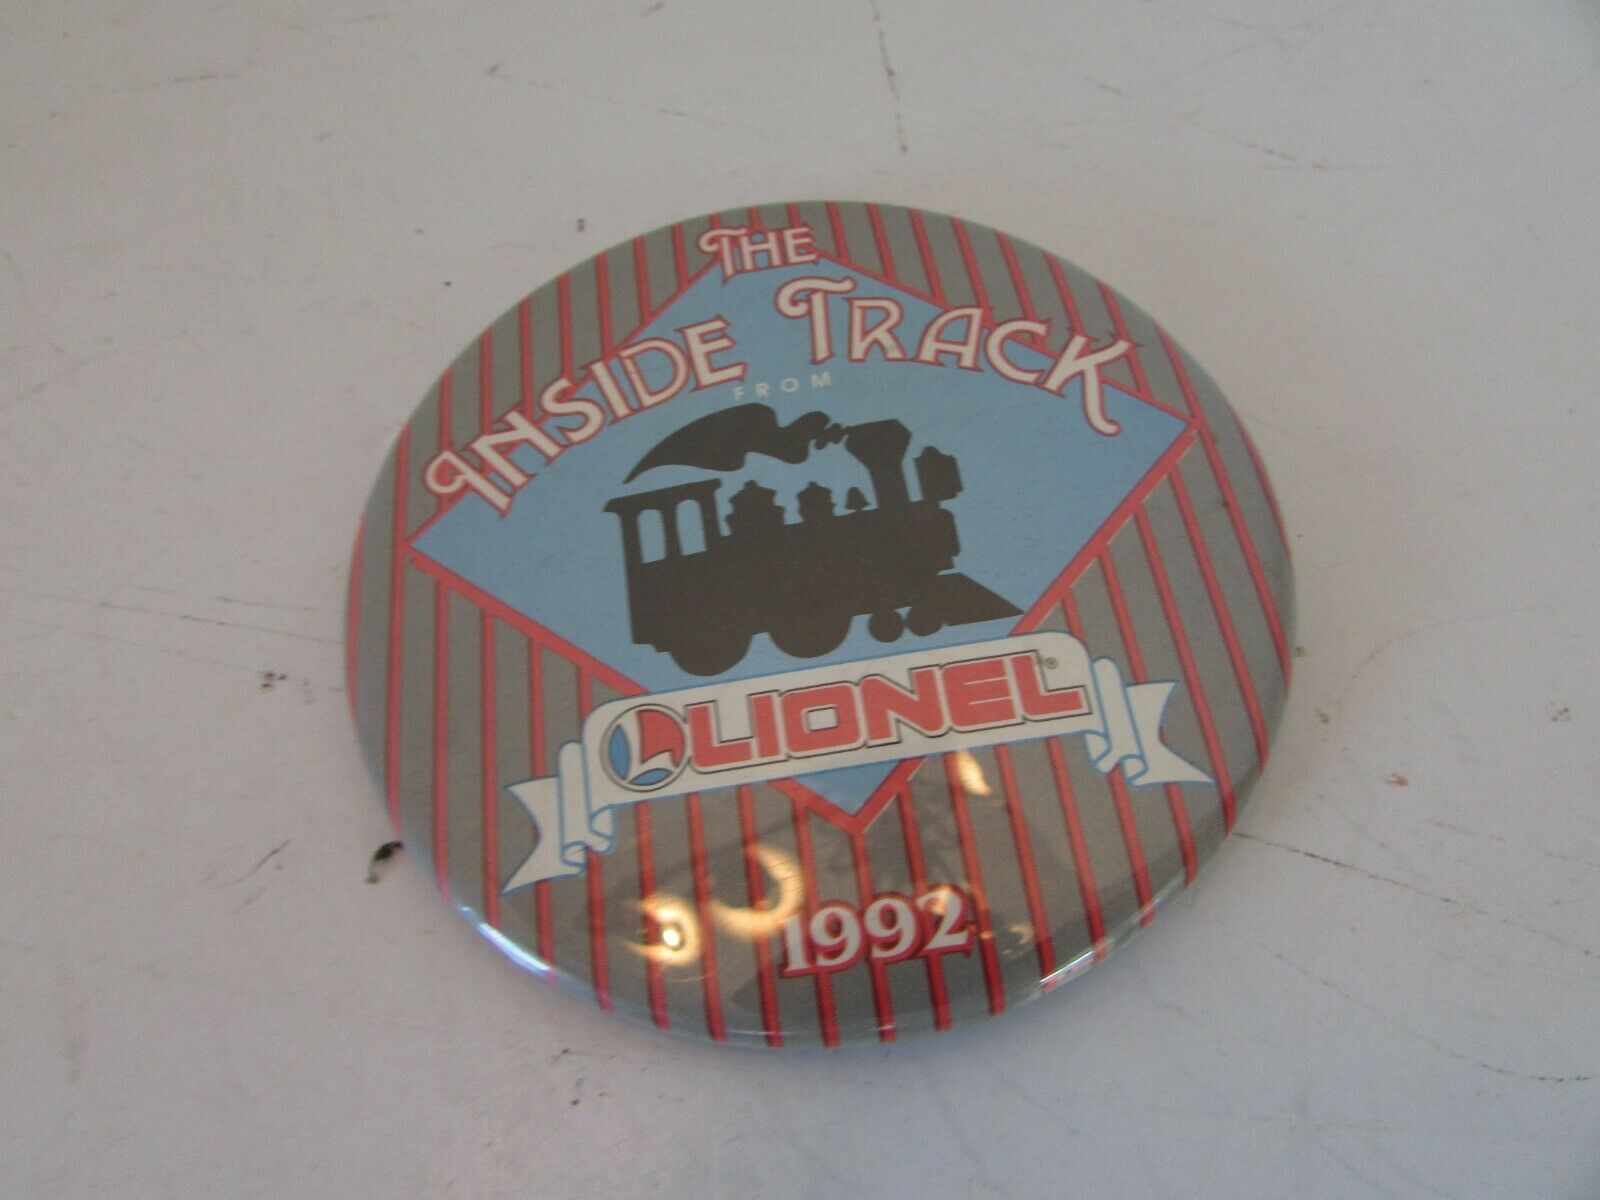 THE
INSIDE TRACK
FROM
L LIONEL®
1992